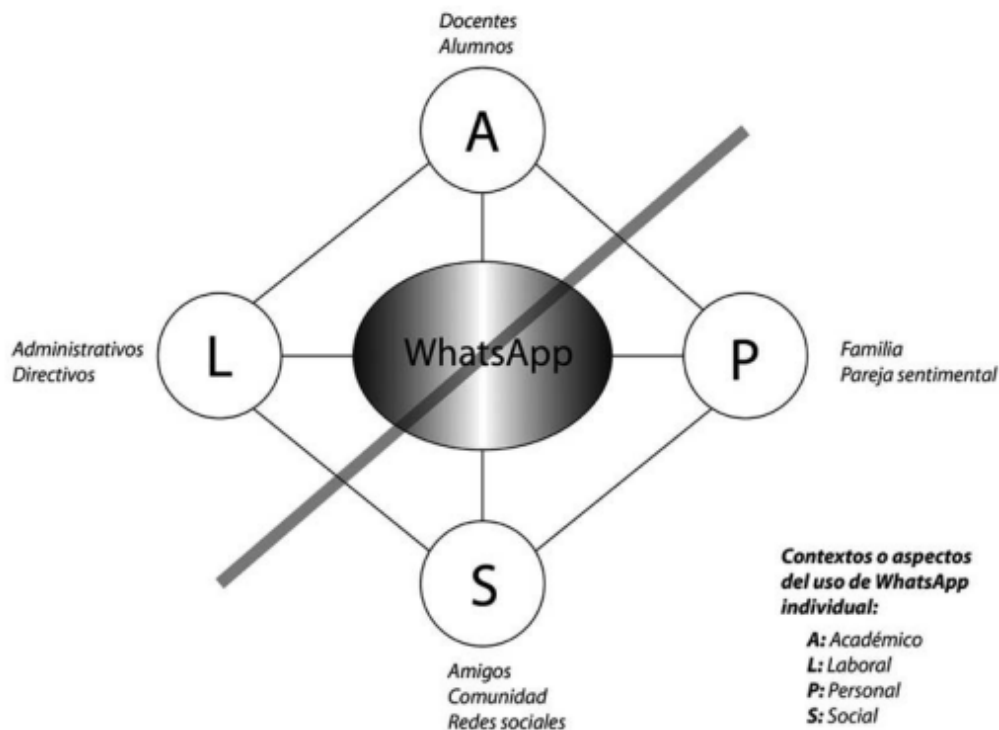 Docentes
Alumnos
A
Administrativos
Directivos
L
WhatsApp
P
Familia
Pareja sentimental
S
Amigos
Comunidad
Redes sociales
Contextos o aspectos
del uso de WhatsApp
individual:
A: Académico
L: Laboral
P: Personal
S: Social